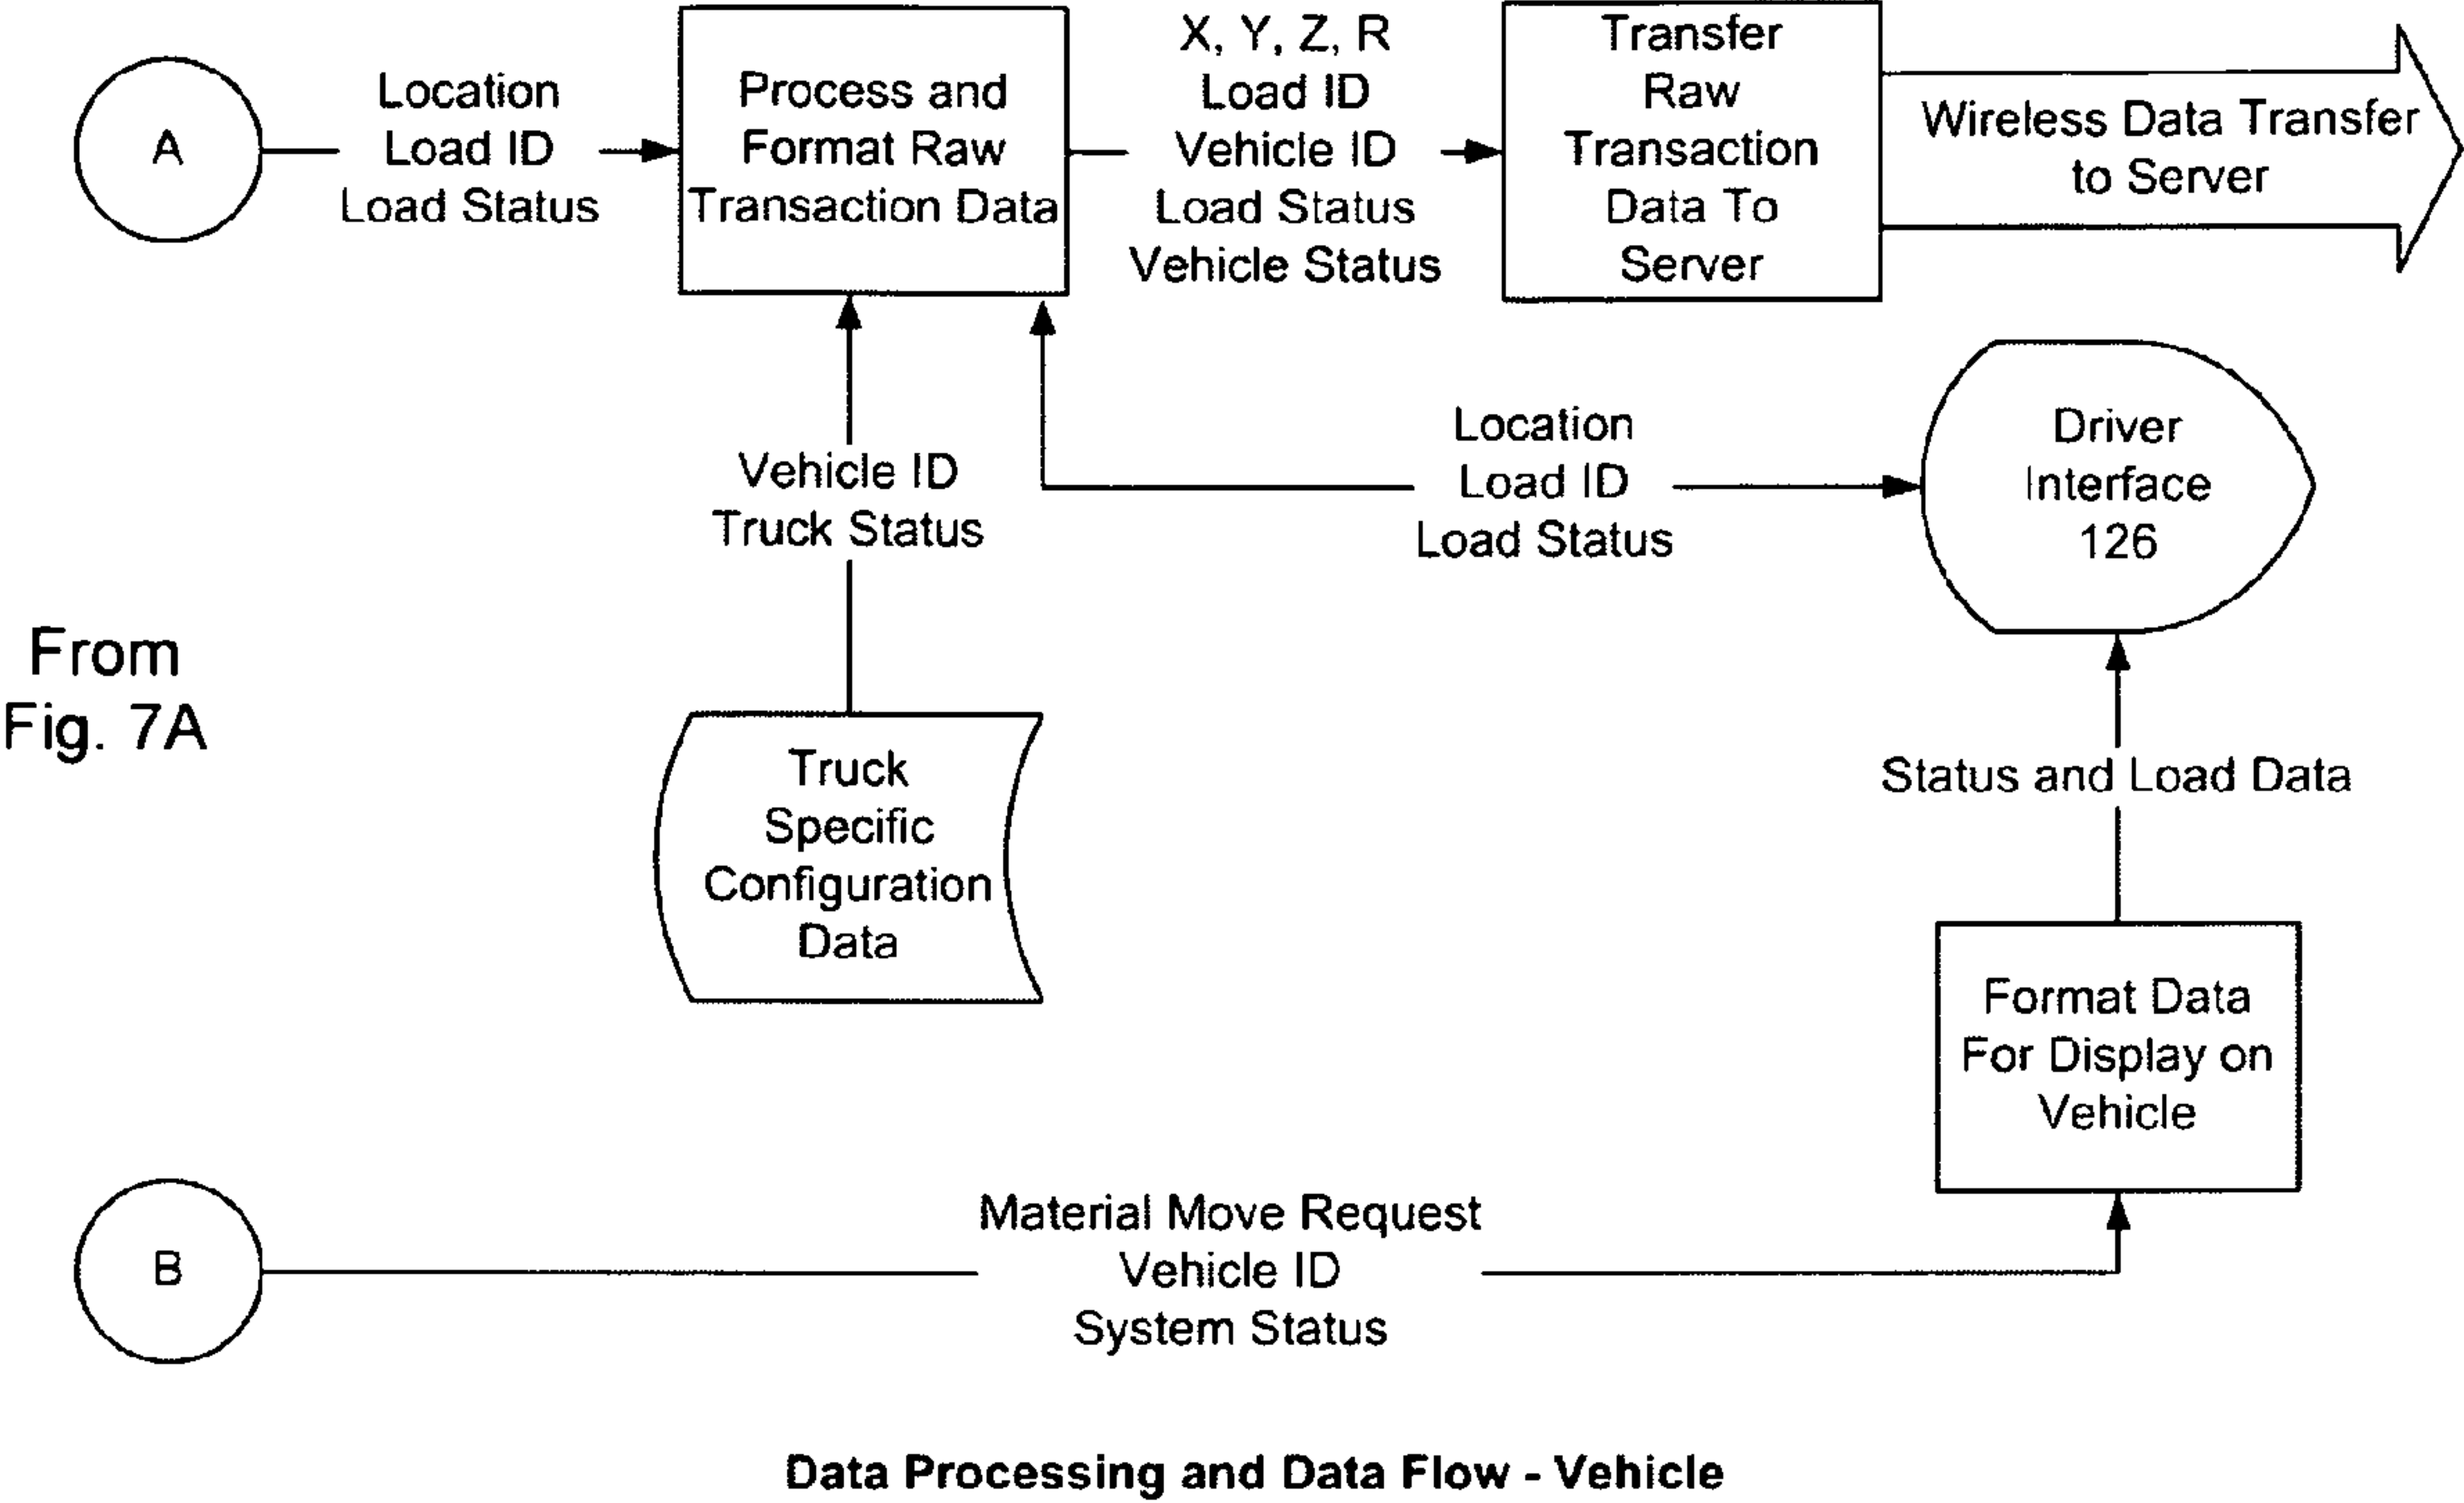 A
Location
Load ID
Load Status
Process and
Format Raw
Transaction Data
X, Y, Z, R
Load ID
Vehicle ID
Load Status
Vehicle Status
Transfer
Raw
Transaction
Data To
Server
Wireless Data Transfer
to Server
Vehicle ID
Truck Status
Location
Load ID
Load Status
Driver
Interface
126
From
Fig. 7A
Truck
Specific
Configuration
Data
Status and Load Data
Format Data
For Display on
Vehicle
B
Material Move Request
Vehicle ID
System Status
Data Processing and Data Flow - Vehicle